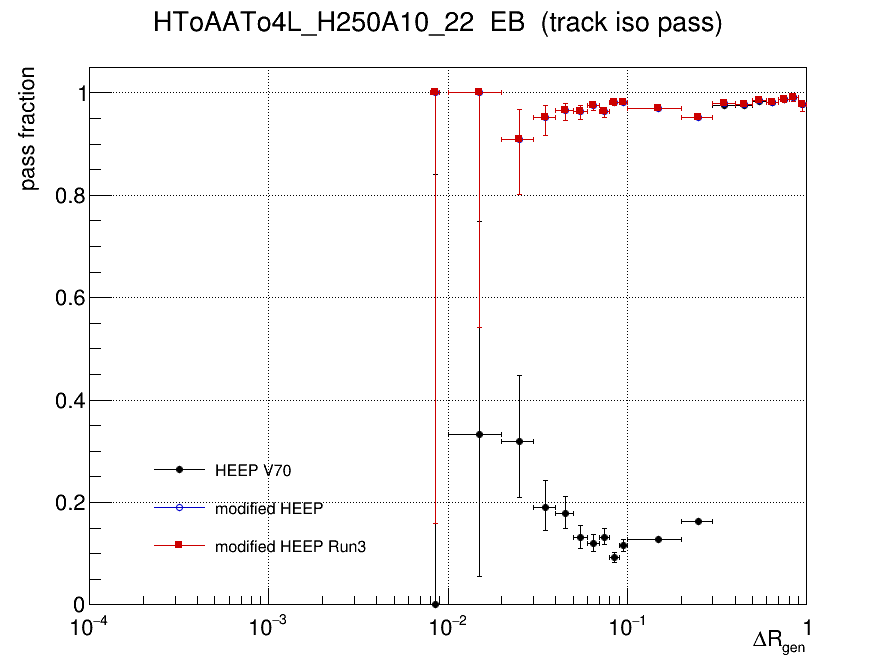 HToAATo4L_H250A10_22 EB (track iso pass)
pass fraction
1
0.8
0.6
0.4
0.2
0
HEEP V70
modified HEEP
modified HEEP Run3
10⁻⁴ 10⁻³ 10⁻² 10⁻¹ 1
ΔR_gen